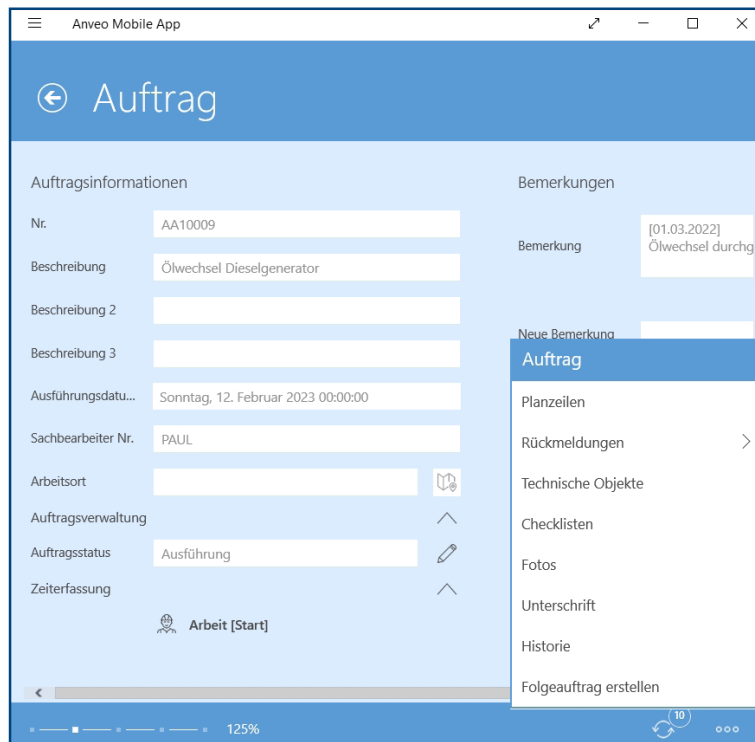 Anveo Mobile App
Auftrag
Auftragsinformationen
Nr.
AA10009
Beschreibung
Ölwechsel Dieselgenerator
Beschreibung 2
Beschreibung 3
Ausführungsdatu...
Sonntag, 12. Februar 2023 00:00:00
Sachbearbeiter Nr.
PAUL
Arbeitsort
Auftragsverwaltung
Auftragsstatus
Ausführung
Zeiterfassung
Arbeit [Start]
Bemerkungen
Bemerkung
[01.03.2022]
Ölwechsel durchg
Neue Bemerkung
Auftrag
Planzeilen
Rückmeldungen
Technische Objekte
Checklisten
Fotos
Unterschrift
Historie
Folgeauftrag erstellen
125%
10